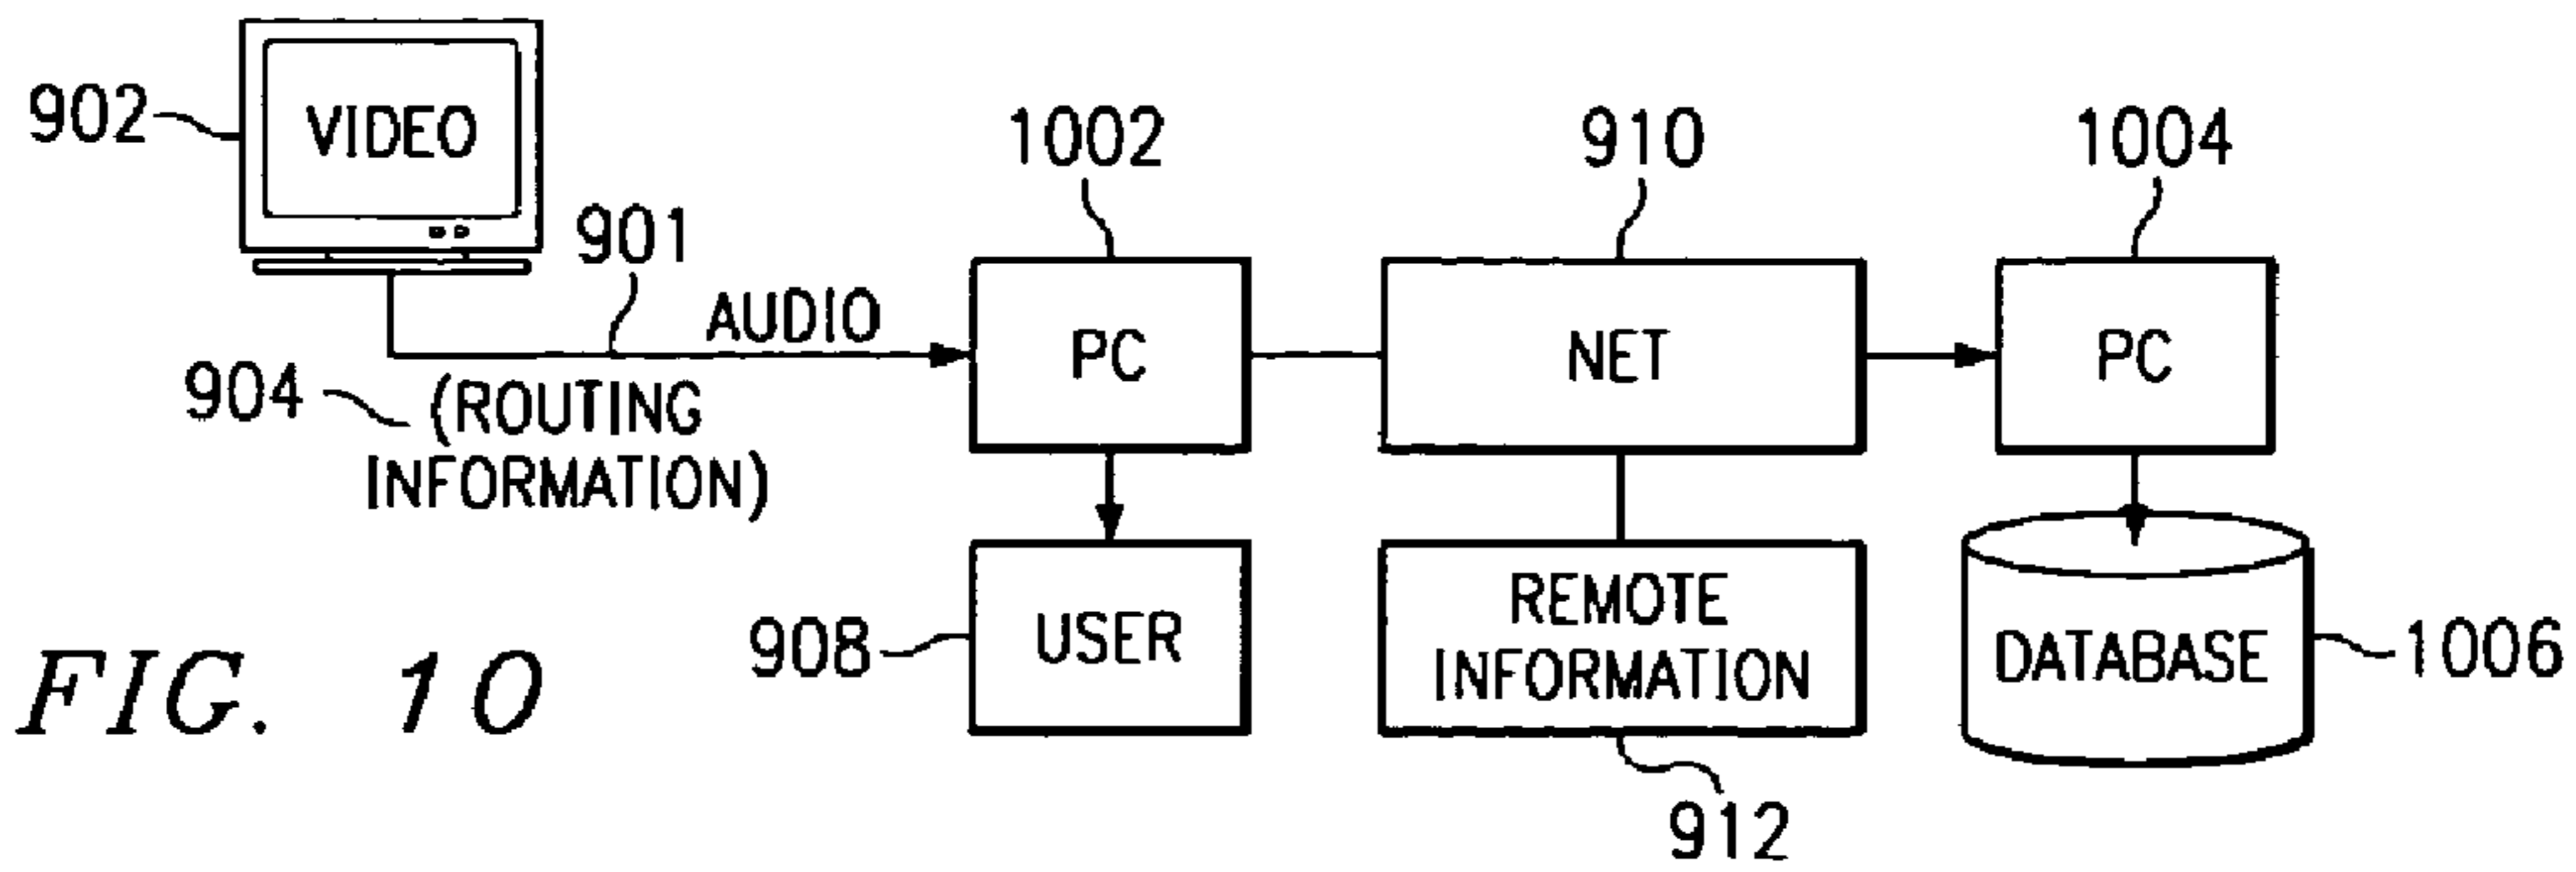 902
VIDEO
901
AUDIO
904
(ROUTING
INFORMATION)
1002
PC
910
NET
1004
PC
908
USER
REMOTE
INFORMATION
912
DATABASE
1006
FIG. 10